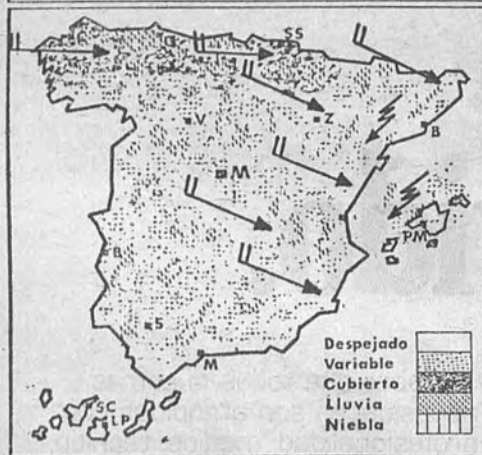 SS
V
Z
B
M
PM
B
S
M
SC
LP
Despejado
Variable
Cubierto
Lluvia
Niebla